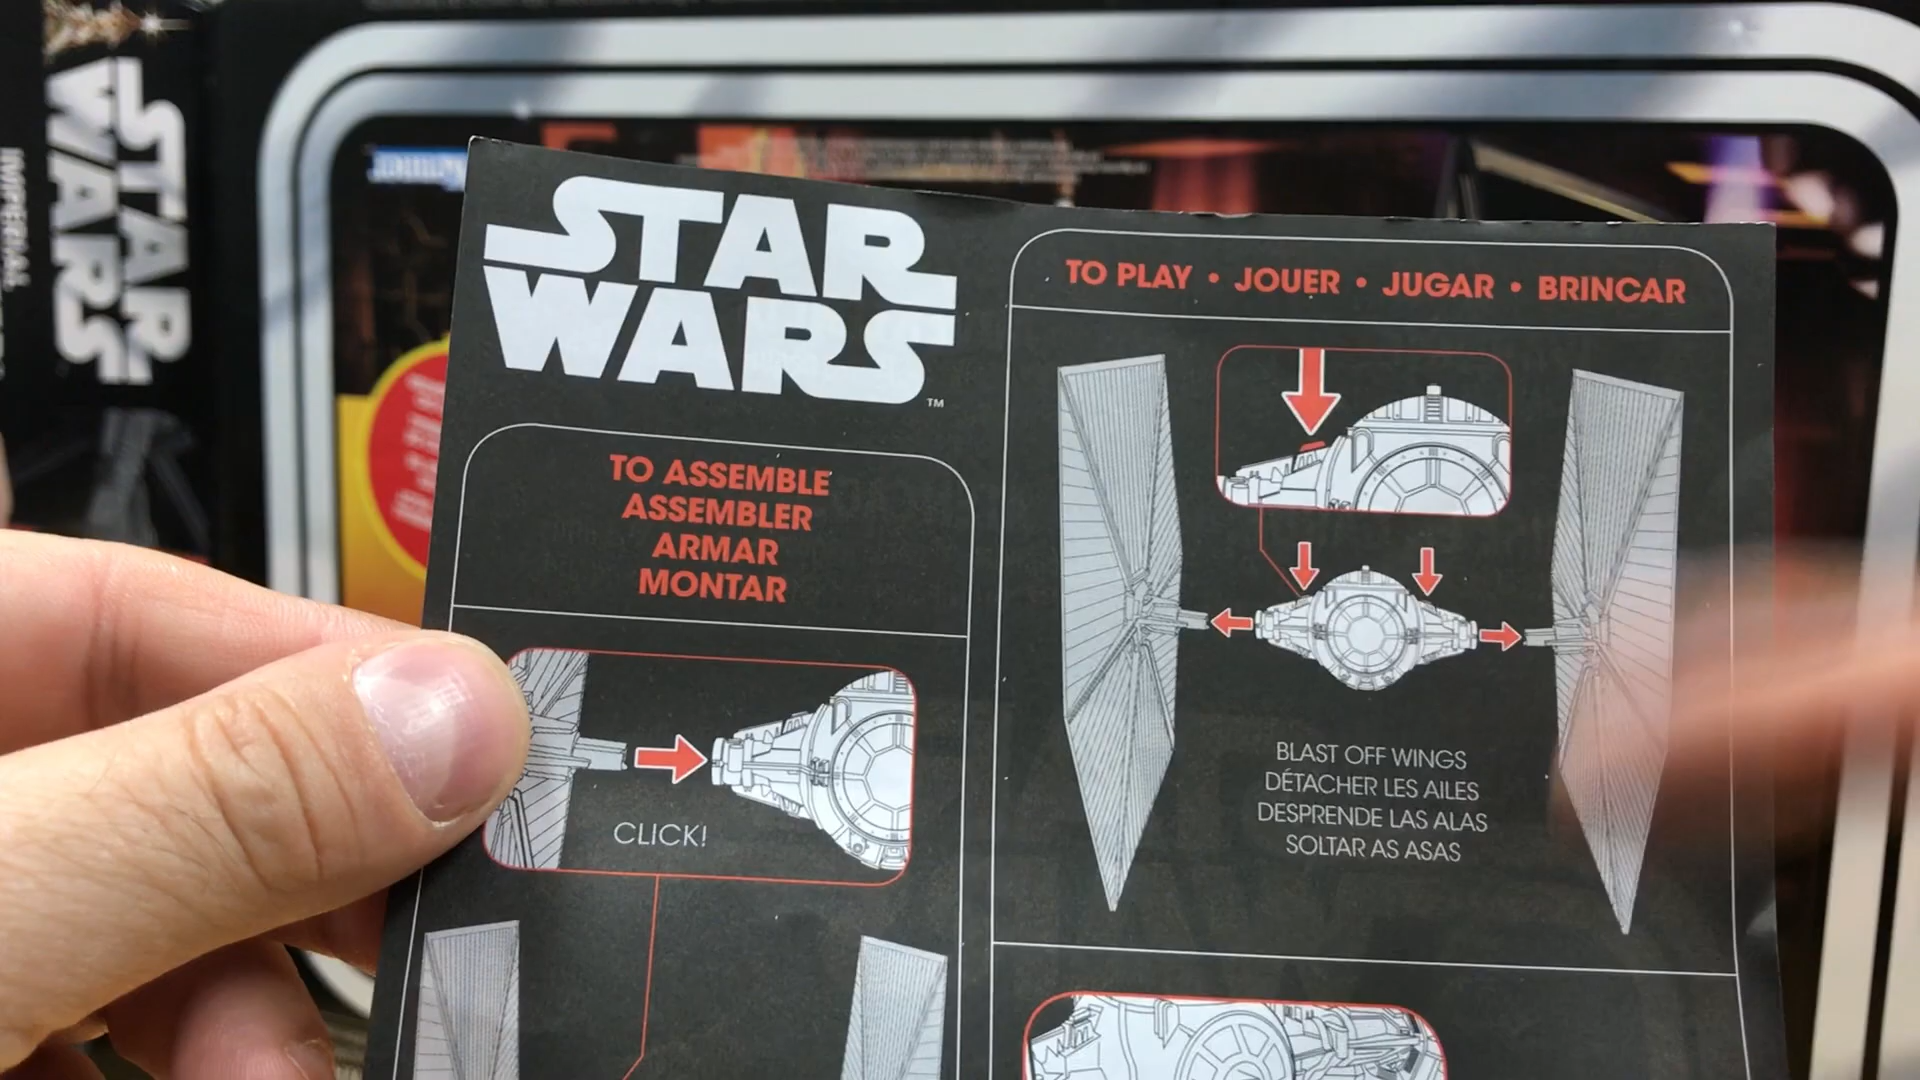 STAR
WARS
IMPERIAL
Kenner
STAR
WARS
™
TO ASSEMBLE
ASSEMBLER
ARMAR
MONTAR
CLICK!
TO PLAY • JOUER • JUGAR • BRINCAR
BLAST OFF WINGS
DÉTACHER LES AILES
DESPRENDE LAS ALAS
SOLTAR AS ASAS